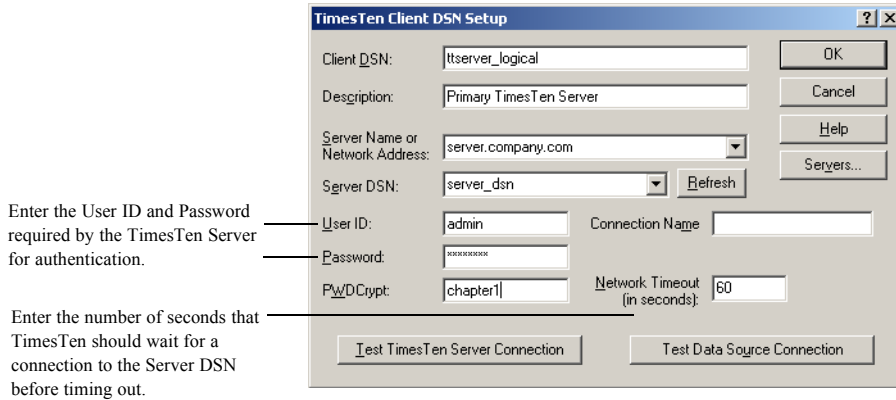 TimesTen Client DSN Setup
Client DSN:
ttserver_logical
OK
Description:
Primary TimesTen Server
Cancel
Server Name or
Network Address:
server.company.com
Help
Server DSN:
server_dsn
Refresh
Servers...
Enter the User ID and Password
required by the TimesTen Server
for authentication.
User ID:
admin
Connection Name
Password:
********
PWDCrypt:
chapter1
Network Timeout
(in seconds):
60
Enter the number of seconds that
TimesTen should wait for a
connection to the Server DSN
before timing out.
Test TimesTen Server Connection
Test Data Source Connection